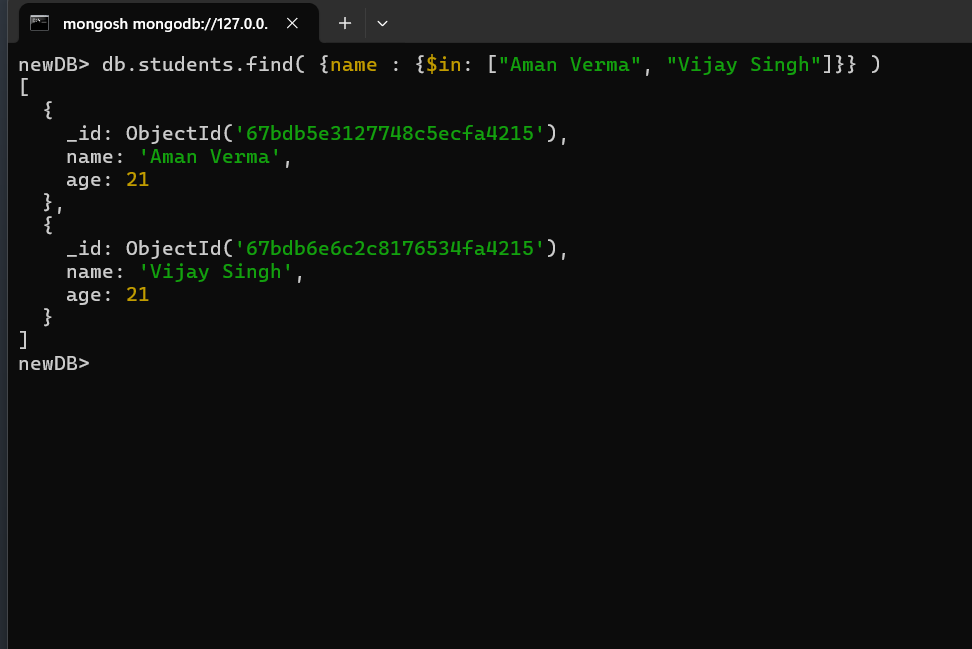 mongosh mongodb://127.0.0.
newDB> db.students.find( {name : {$in: ["Aman Verma", "Vijay Singh"]}} )
[
  {
    _id: ObjectId('67bdb5e3127748c5ecfa4215'),
    name: 'Aman Verma',
    age: 21
  },
  {
    _id: ObjectId('67bdb6e6c2c8176534fa4215'),
    name: 'Vijay Singh',
    age: 21
  }
]
newDB>